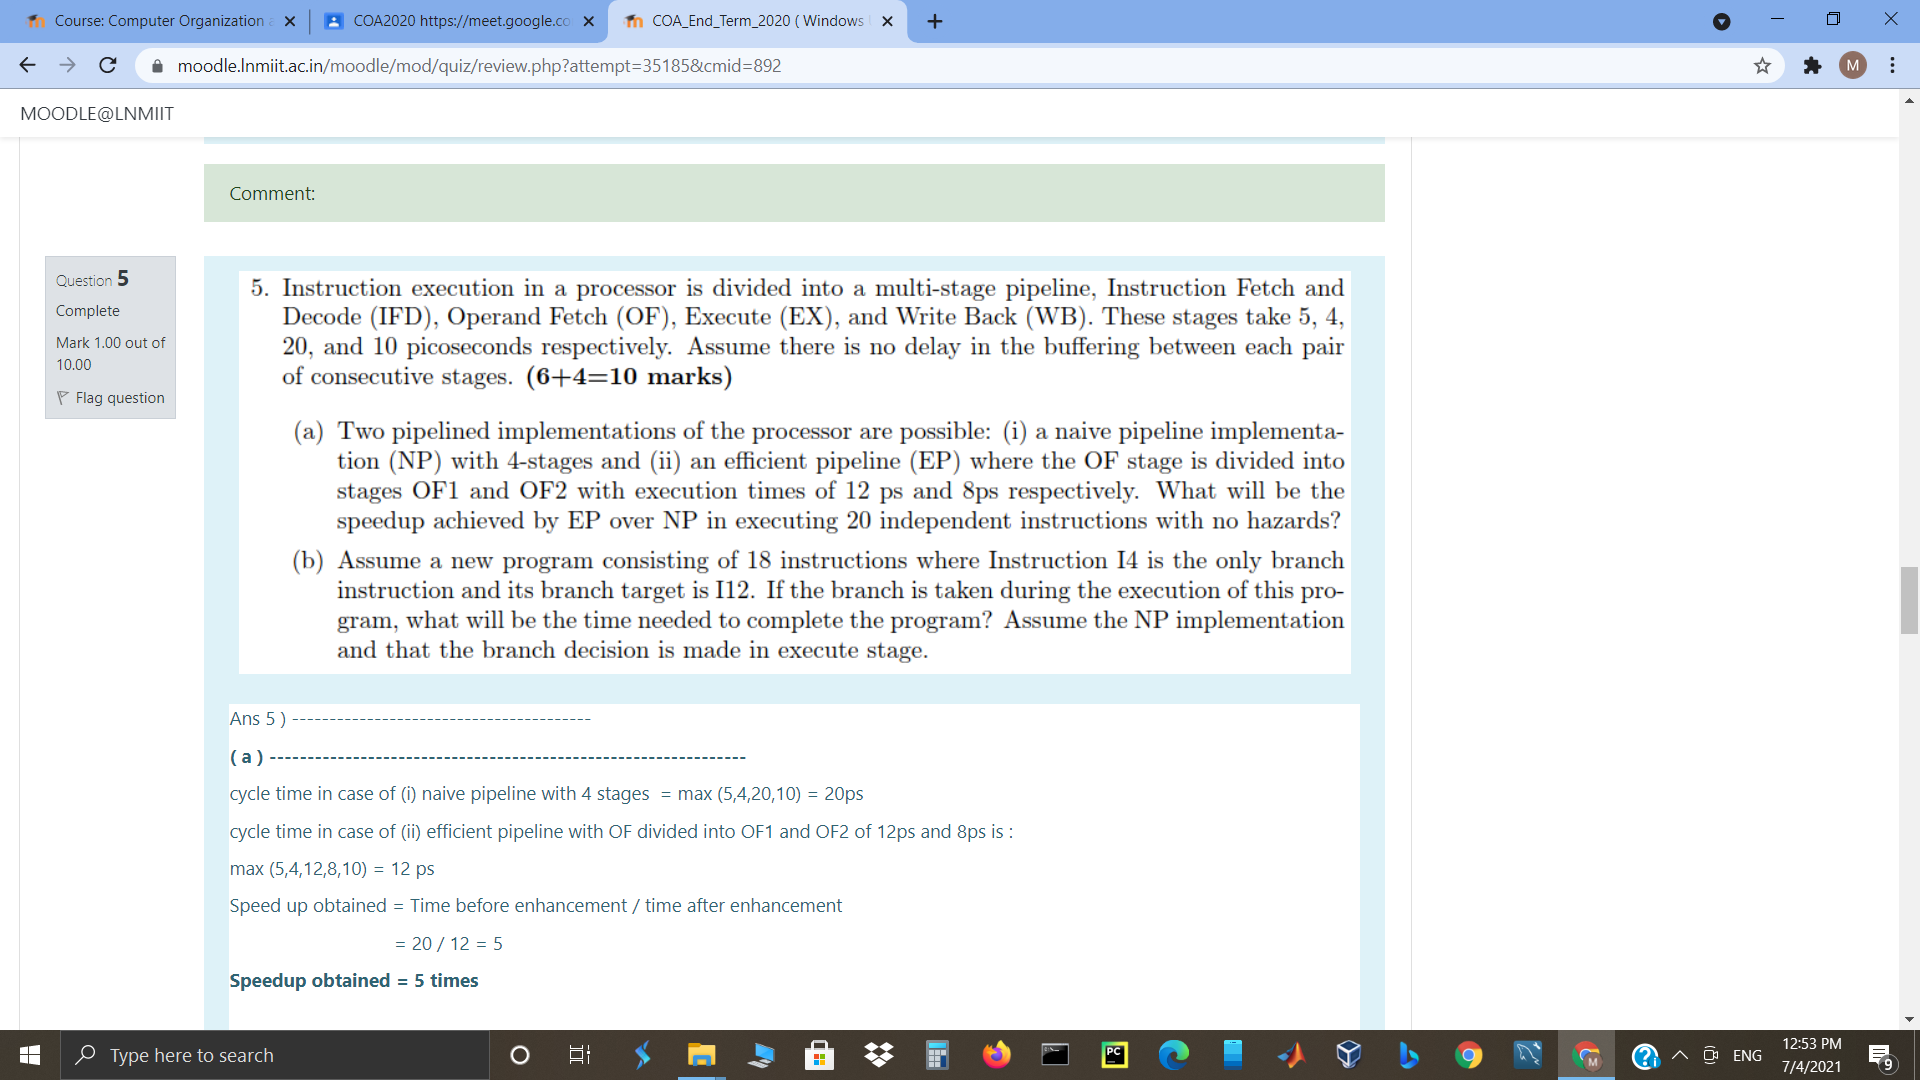 Course: Computer Organization a
COA2020 https://meet.google.co
COA_End_Term_2020 ( Windows
moodle.lnmiit.ac.in/moodle/mod/quiz/review.php?attempt=35185&cmid=892
M
MOODLE@LNMIIT
Comment:
Question 5
Complete
Mark 1.00 out of
10.00
Flag question
5. Instruction execution in a processor is divided into a multi-stage pipeline, Instruction Fetch and
Decode (IFD), Operand Fetch (OF), Execute (EX), and Write Back (WB). These stages take 5, 4,
20, and 10 picoseconds respectively. Assume there is no delay in the buffering between each pair
of consecutive stages. (6+4=10 marks)
(a) Two pipelined implementations of the processor are possible: (i) a naive pipeline implementa-
tion (NP) with 4-stages and (ii) an efficient pipeline (EP) where the OF stage is divided into
stages OF1 and OF2 with execution times of 12 ps and 8ps respectively. What will be the
speedup achieved by EP over NP in executing 20 independent instructions with no hazards?
(b) Assume a new program consisting of 18 instructions where Instruction I4 is the only branch
instruction and its branch target is I12. If the branch is taken during the execution of this pro-
gram, what will be the time needed to complete the program? Assume the NP implementation
and that the branch decision is made in execute stage.
Ans 5 ) ----------------------------------------
( a ) ----------------------------------------------------------------
cycle time in case of (i) naive pipeline with 4 stages = max (5,4,20,10) = 20ps
cycle time in case of (ii) efficient pipeline with OF divided into OF1 and OF2 of 12ps and 8ps is :
max (5,4,12,8,10) = 12 ps
Speed up obtained = Time before enhancement / time after enhancement
= 20 / 12 = 5
Speedup obtained = 5 times
Type here to search
PC
M
ENG
12:53 PM
7/4/2021
9